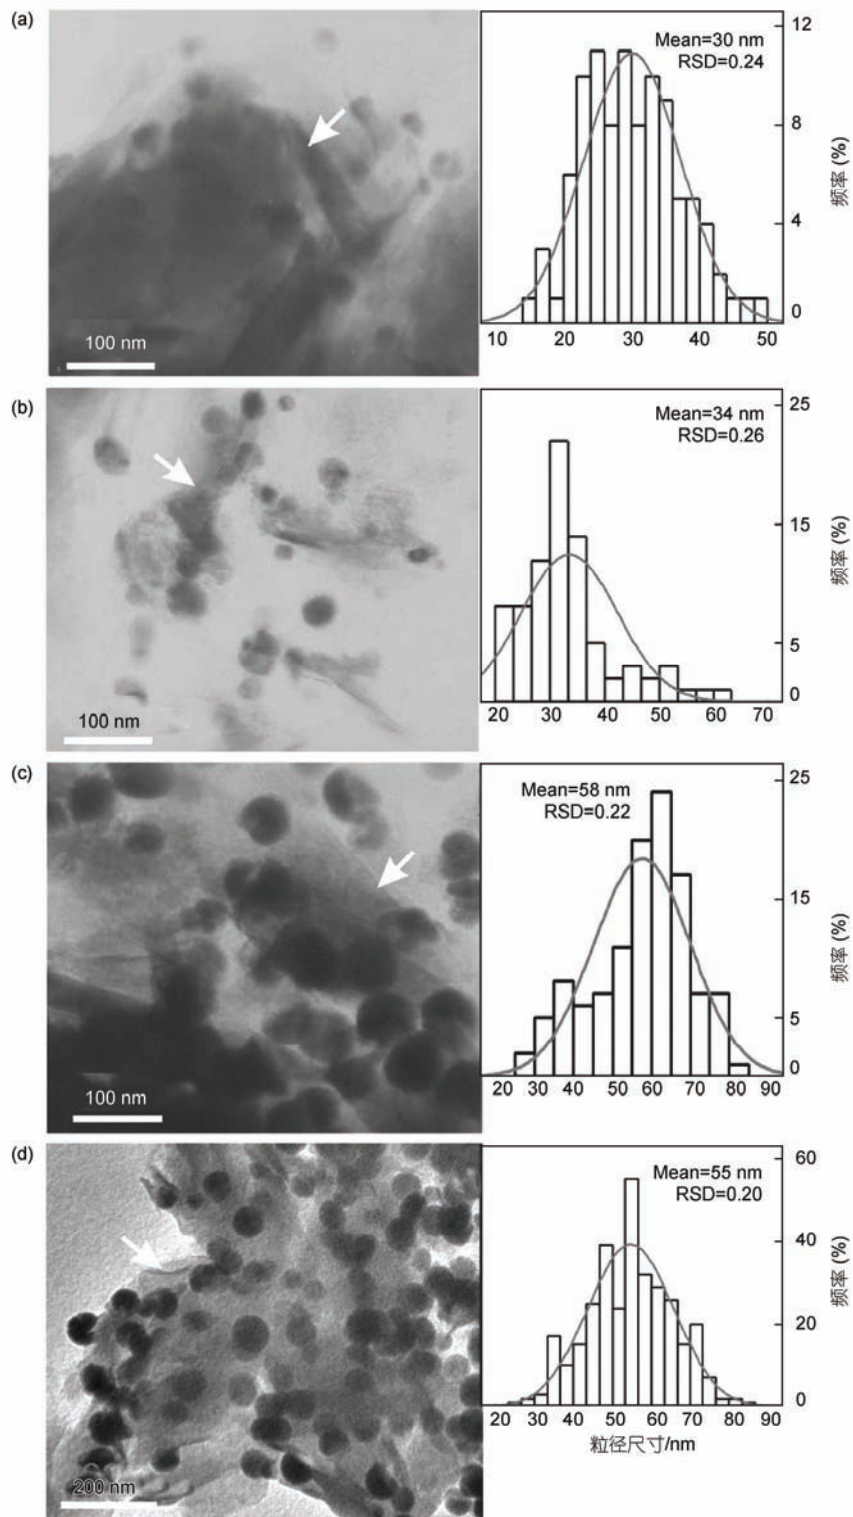 (a)
Mean=30 nm
RSD=0.24
12
8
4
0
频率 (%)
10 20 30 40 50
100 nm
(b)
Mean=34 nm
RSD=0.26
25
15
5
0
频率 (%)
20 30 40 50 60 70
100 nm
(c)
Mean=58 nm
RSD=0.22
25
15
5
0
频率 (%)
20 30 40 50 60 70 80 90
100 nm
(d)
Mean=55 nm
RSD=0.20
60
40
20
0
频率 (%)
20 30 40 50 60 70 80 90
粒径尺寸/nm
200 nm